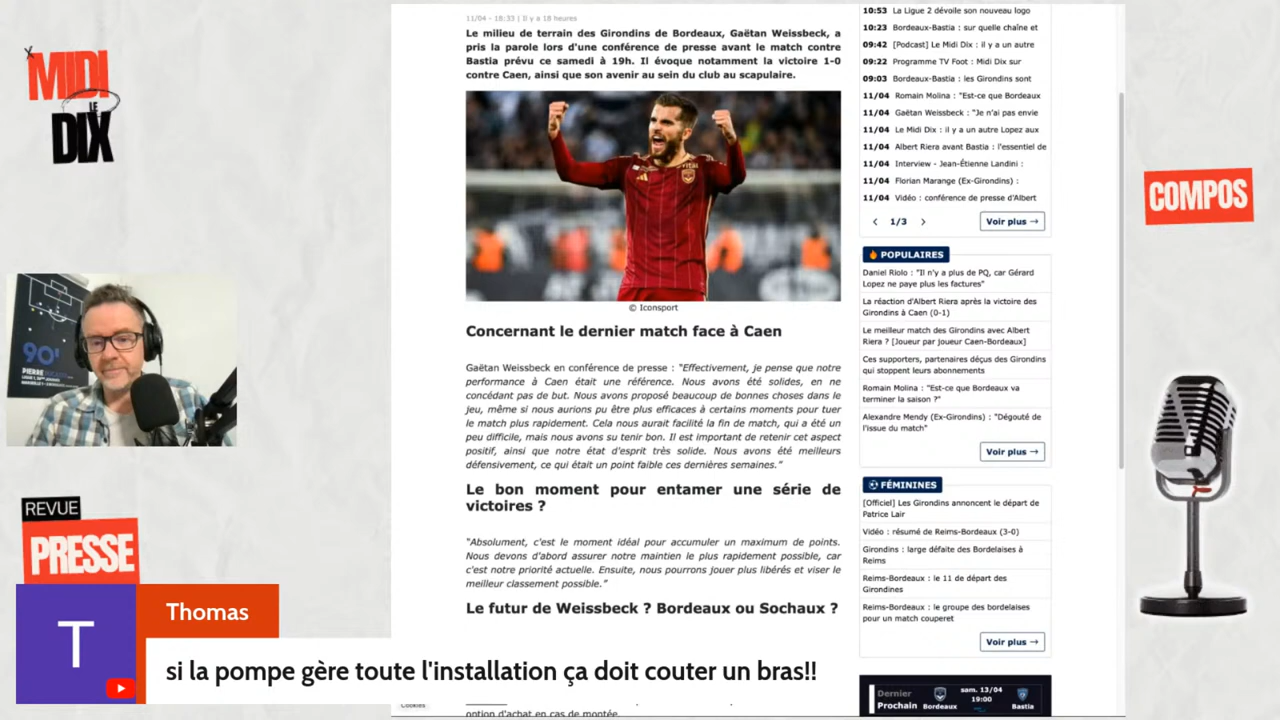 MIDI
LE
DIX
90'
PIERRE
REVUE
PRESSE
T
Thomas
si la pompe gère toute l'installation ça doit couter un bras!!
11/04 - 18:33 | Il y a 18 heures
Le milieu de terrain des Girondins de Bordeaux, Gaëtan Weissbeck, a
pris la parole lors d'une conférence de presse avant le match contre
Bastia prévu ce samedi à 19h. Il évoque notamment la victoire 1-0
contre Caen, ainsi que son avenir au sein du club au scapulaire.
© Iconsport
Concernant le dernier match face à Caen
Gaëtan Weissbeck en conférence de presse : “Effectivement, je pense que notre
performance à Caen était une référence. Nous avons été solides, en ne
concédant pas de but. Nous avons proposé beaucoup de bonnes choses dans le
jeu, même si nous aurions pu être plus efficaces à certains moments pour tuer
le match plus rapidement. Cela nous aurait facilité la fin de match, qui a été un
peu difficile, mais nous avons su tenir bon. Il est important de retenir cet aspect
positif, ainsi que notre état d'esprit très solide. Nous avons été meilleurs
défensivement, ce qui était un point faible ces dernières semaines.”
Le bon moment pour entamer une série de
victoires ?
“Absolument, c'est le moment idéal pour accumuler un maximum de points.
Nous devons d'abord assurer notre maintien le plus rapidement possible, car
c'est notre priorité actuelle. Ensuite, nous pourrons jouer plus libérés et viser le
meilleur classement possible.”
Le futur de Weissbeck ? Bordeaux ou Sochaux ?
Cookies
option d'achat en cas de montée.
10:53 La Ligue 2 dévoile son nouveau logo
10:23 Bordeaux-Bastia : sur quelle chaîne et
09:42 [Podcast] Le Midi Dix : il y a un autre
09:22 Programme TV Foot : Midi Dix sur
09:03 Bordeaux-Bastia : les Girondins sont
11/04 Romain Molina : "Est-ce que Bordeaux
11/04 Gaëtan Weissbeck : "Je n'ai pas envie
11/04 Le Midi Dix : il y a un autre Lopez aux
11/04 Albert Riera avant Bastia : l'essentiel de
11/04 Interview - Jean-Étienne Landini :
11/04 Florian Marange (Ex-Girondins) :
11/04 Vidéo : conférence de presse d'Albert
1/3
Voir plus →
POPULAIRES
Daniel Riolo : "Il n'y a plus de PQ, car Gérard
Lopez ne paye plus les factures"
La réaction d'Albert Riera après la victoire des
Girondins à Caen (0-1)
Le meilleur match des Girondins avec Albert
Riera ? [Joueur par joueur Caen-Bordeaux]
Ces supporters, partenaires déçus des Girondins
qui stoppent leurs abonnements
Romain Molina : "Est-ce que Bordeaux va
terminer la saison ?"
Alexandre Mendy (Ex-Girondins) : "Dégouté de
l'issue du match"
Voir plus →
FÉMININES
[Officiel] Les Girondins annoncent le départ de
Patrice Lair
Vidéo : résumé de Reims-Bordeaux (3-0)
Girondins : large défaite des Bordelaises à
Reims
Reims-Bordeaux : le 11 de départ des
Girondines
Reims-Bordeaux : le groupe des bordelaises
pour un match couperet
Voir plus →
Dernier
Prochain
Bordeaux
sam. 13/04
19:00
Bastia
COMPOS